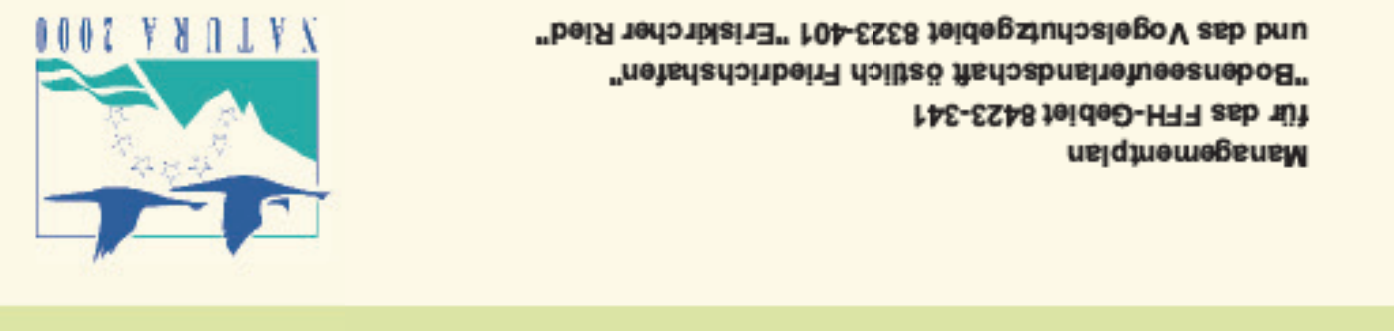 Managementplan
für das FFH-Gebiet 8423-341
"Bodenseeuferlandschaft östlich Friedrichshafen"
und das Vogelschutzgebiet 8323-401 "Eriskircher Ried"
NATURA 2000